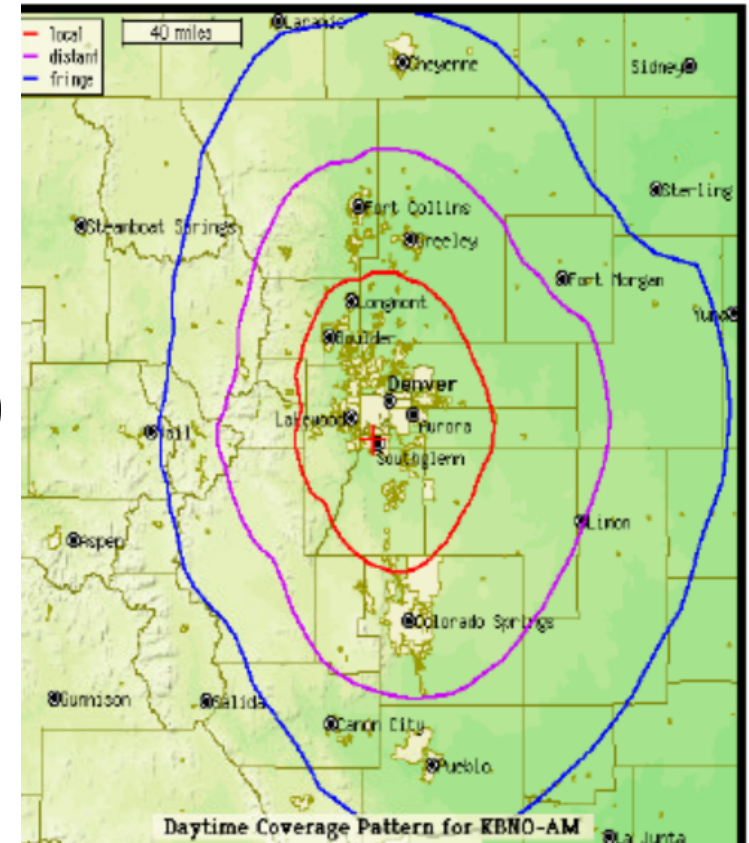 Laramie
local
40 miles
distant
Cheyenne
Sidney
fringe
Sterling
Fort Collins
Steamboat Springs
Greeley
Fort Morgan
Longmont
Yuma
Boulder
Denver
Lakewood
Aurora
Vail
Southglenn
Limon
Aspen
Colorado Springs
Gunnison
Salida
Canon City
Pueblo
Daytime Coverage Pattern for KBNO-AM
La Junta